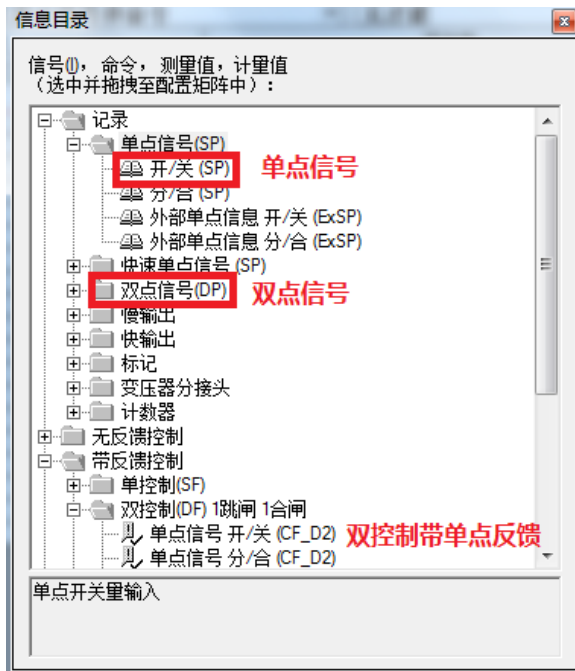 信息目录
信号(I)，命令，测量值，计量值
（选中并拖拽至配置矩阵中）：
记录
单点信号(SP)
开/关 (SP) 单点信号
分/合 (SP)
外部单点信息 开/关 (ExSP)
外部单点信息 分/合 (ExSP)
快速单点信号 (SP)
双点信号(DP) 双点信号
慢输出
快输出
标记
变压器分接头
计数器
无反馈控制
带反馈控制
单控制(SF)
双控制(DF) 1跳闸 1合闸
单点信号 开/关 (CF_D2) 双控制带单点反馈
单点信号 分/合 (CF_D2)
单点开关量输入